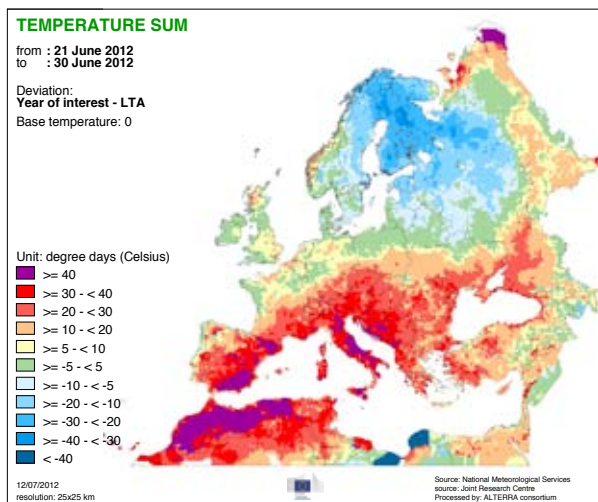 TEMPERATURE SUM
from : 21 June 2012
to : 30 June 2012
Deviation:
Year of interest - LTA
Base temperature: 0
Unit: degree days (Celsius)
>= 40
>= 30 - < 40
>= 20 - < 30
>= 10 - < 20
>= 5 - < 10
>= -5 - < 5
>= -10 - < -5
>= -20 - < -10
>= -30 - < -20
>= -40 - < -30
< -40
12/07/2012
resolution: 25x25 km
Source: National Meteorological Services
source: Joint Research Centre
Processed by: ALTERRA consortium